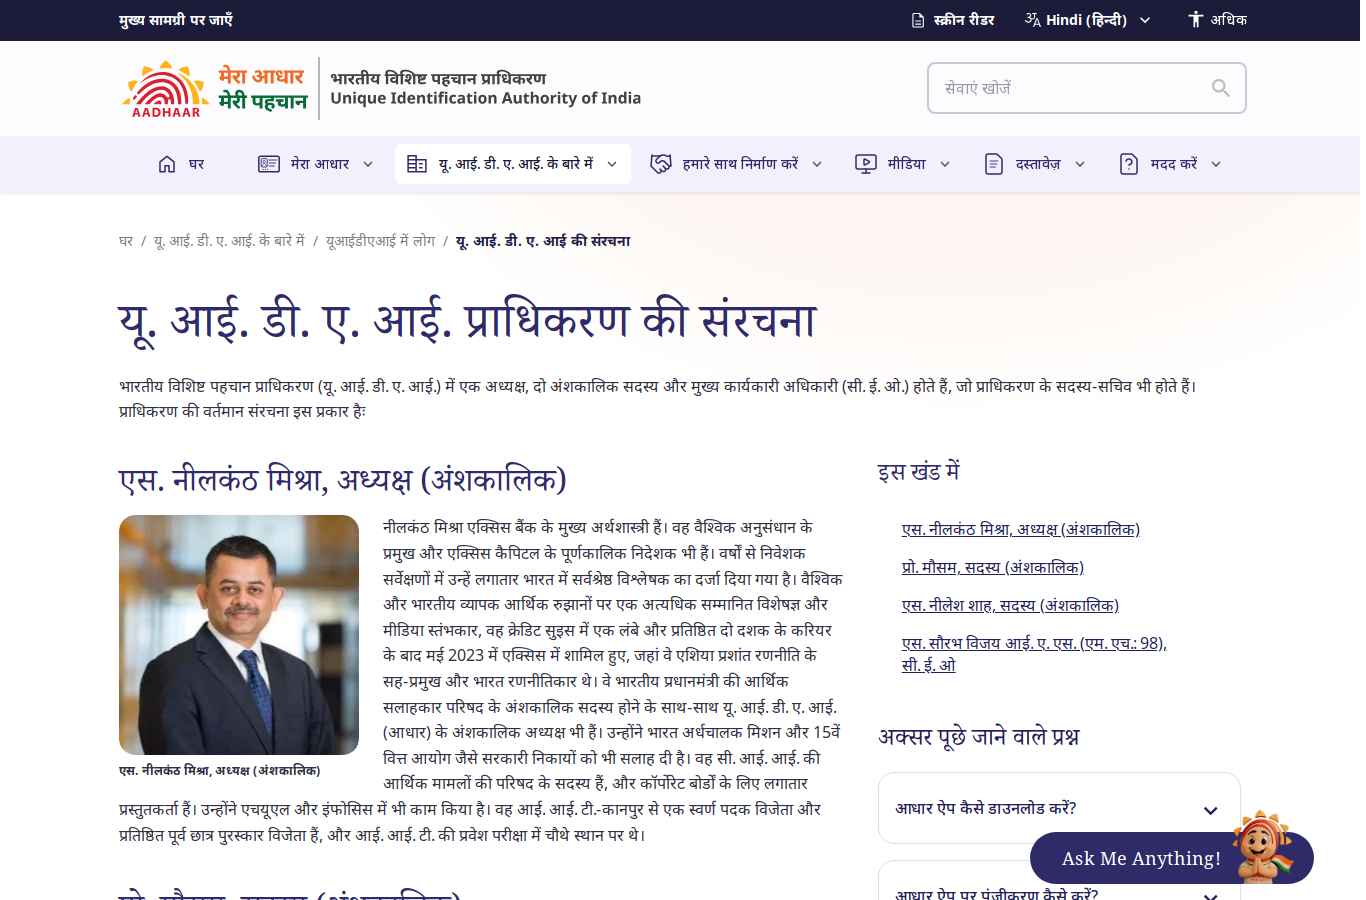 मुख्य सामग्री पर जाएँ
स्क्रीन रीडर
Hindi (हिन्दी)
अधिक
AADHAAR
मेरा आधार
मेरी पहचान
भारतीय विशिष्ट पहचान प्राधिकरण
Unique Identification Authority of India
सेवाएं खोजें
घर
मेरा आधार
यू. आई. डी. ए. आई. के बारे में
हमारे साथ निर्माण करें
मीडिया
दस्तावेज़
मदद करें
घर / यू. आई. डी. ए. आई. के बारे में / यूआईडीएआई में लोग / यू. आई. डी. ए. आई की संरचना
यू. आई. डी. ए. आई. प्राधिकरण की संरचना
भारतीय विशिष्ट पहचान प्राधिकरण (यू. आई. डी. ए. आई.) में एक अध्यक्ष, दो अंशकालिक सदस्य और मुख्य कार्यकारी अधिकारी (सी. ई. ओ.) होते हैं, जो प्राधिकरण के सदस्य-सचिव भी होते हैं।
प्राधिकरण की वर्तमान संरचना इस प्रकार हैः
एस. नीलकंठ मिश्रा, अध्यक्ष (अंशकालिक)
नीलकंठ मिश्रा एक्सिस बैंक के मुख्य अर्थशास्त्री हैं। वह वैश्विक अनुसंधान के
प्रमुख और एक्सिस कैपिटल के पूर्णकालिक निदेशक भी हैं। वर्षों से निवेशक
सर्वेक्षणों में उन्हें लगातार भारत में सर्वश्रेष्ठ विश्लेषक का दर्जा दिया गया है। वैश्विक
और भारतीय व्यापक आर्थिक रुझानों पर एक अत्यधिक सम्मानित विशेषज्ञ और
मीडिया स्तंभकार, वह क्रेडिट सुइस में एक लंबे और प्रतिष्ठित दो दशक के करियर
के बाद मई 2023 में एक्सिस में शामिल हुए, जहां वे एशिया प्रशांत रणनीति के
सह-प्रमुख और भारत रणनीतिकार थे। वे भारतीय प्रधानमंत्री की आर्थिक
सलाहकार परिषद के अंशकालिक सदस्य होने के साथ-साथ यू. आई. डी. ए. आई.
(आधार) के अंशकालिक अध्यक्ष भी हैं। उन्होंने भारत अर्धचालक मिशन और 15वें
वित्त आयोग जैसे सरकारी निकायों को भी सलाह दी है। वह सी. आई. आई. की
आर्थिक मामलों की परिषद के सदस्य हैं, और कॉर्पोरेट बोर्डों के लिए लगातार
प्रस्तुतकर्ता हैं। उन्होंने एचयूएल और इंफोसिस में भी काम किया है। वह आई. आई. टी.-कानपुर से एक स्वर्ण पदक विजेता और
प्रतिष्ठित पूर्व छात्र पुरस्कार विजेता हैं, और आई. आई. टी. की प्रवेश परीक्षा में चौथे स्थान पर थे।
एस. नीलकंठ मिश्रा, अध्यक्ष (अंशकालिक)
प्रो. मौसम, सदस्य (अंशकालिक)
इस खंड में
एस. नीलकंठ मिश्रा, अध्यक्ष (अंशकालिक)
प्रो. मौसम, सदस्य (अंशकालिक)
एस. नीलेश शाह, सदस्य (अंशकालिक)
एस. सौरभ विजय आई. ए. एस. (एम. एच.: 98),
सी. ई. ओ
अक्सर पूछे जाने वाले प्रश्न
आधार ऐप कैसे डाउनलोड करें?
Ask Me Anything!
आधार ऐप पर पंजीकरण कैसे करें?